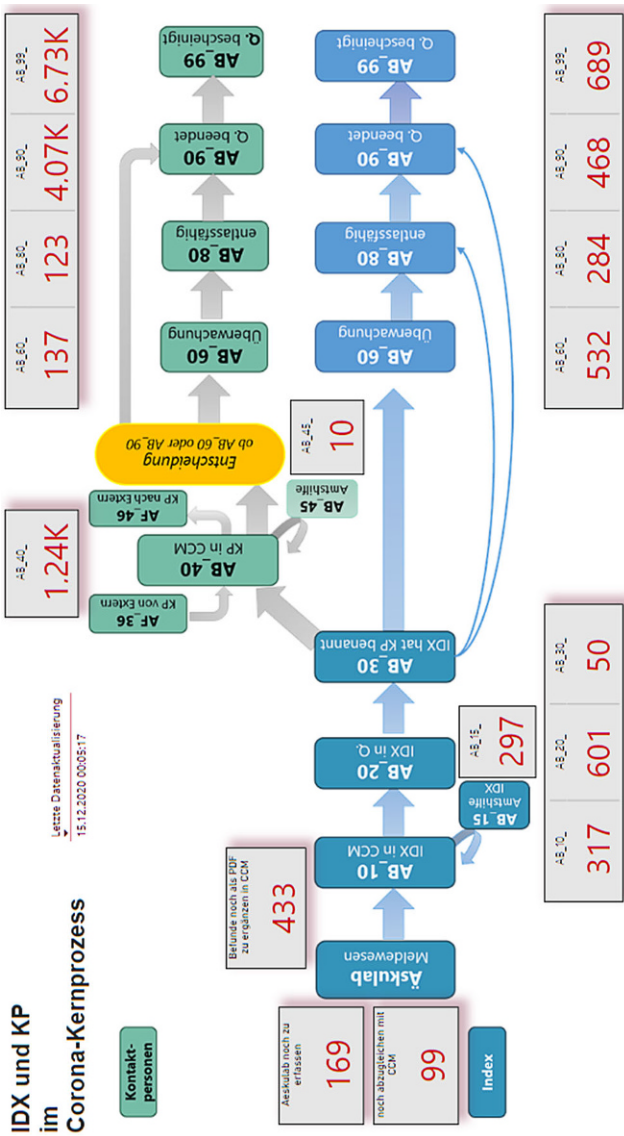 IDX und KP
im
Corona-Kernprozess
Letzte Datenaktualisierung
15.12.2020 00:05:17
AB_40_
1.24K
AB_60_
137
AB_80_
123
AB_90_
4.07K
AB_99_
6.73K
Kontakt-
personen
AF_36
KP von Extern
AF_46
KP nach Extern
AB_40
KP in CCM
AB_45
Amtshilfe
AB_45_
10
Entscheidung
ob AB_60 oder AB_90
AB_60
Überwachung
AB_80
entlassfähig
AB_90
Q. beendet
AB_99
Q. bescheinigt
Befunde noch als PDF
zu ergänzen in CCM
433
Aeskulab noch zu
erfassen
169
noch abzugleichen mit
CCM
99
Äskulab
Meldewesen
AB_10
IDX in CCM
AB_15
Amtshilfe
IDX
AB_15_
297
AB_20
IDX in Q.
AB_30
IDX hat KP benannt
AB_60
Überwachung
AB_80
entlassfähig
AB_90
Q. beendet
AB_99
Q. bescheinigt
Index
AB_10_
317
AB_20_
601
AB_30_
50
AB_60_
532
AB_80_
284
AB_90_
468
AB_99_
689